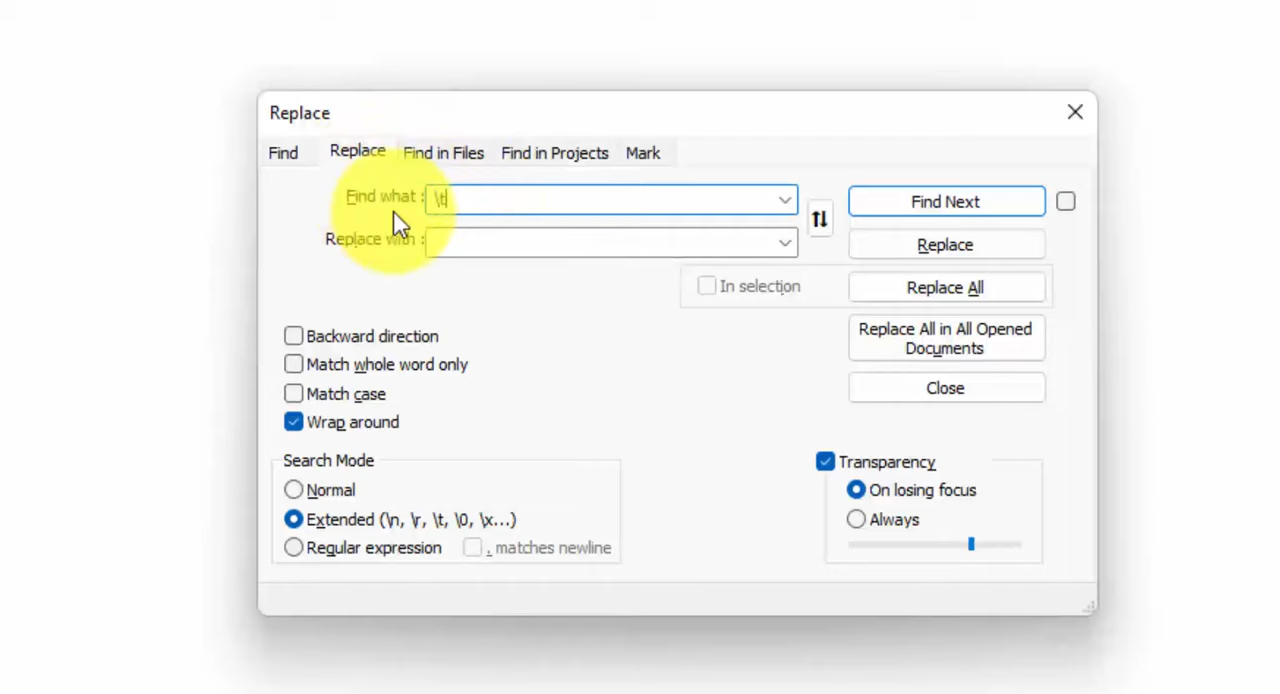 Replace
Find Replace Find in Files Find in Projects Mark
Find what : \t
Find Next
Replace with :
Replace
In selection
Replace All
Replace All in All Opened
Documents
Close
Backward direction
Match whole word only
Match case
Wrap around
Search Mode
Normal
Extended (\n, \r, \t, \0, \x...)
Regular expression
. matches newline
Transparency
On losing focus
Always